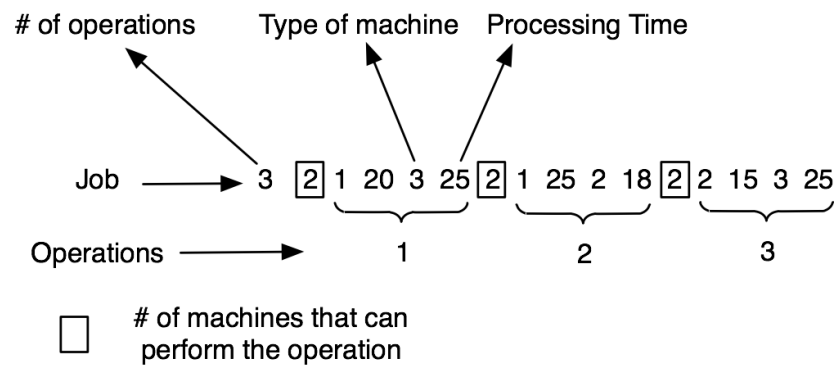 # of operations Type of machine Processing Time
Job 3 2 1 20 3 25 2 1 25 2 18 2 2 15 3 25
Operations 1 2 3
# of machines that can
perform the operation